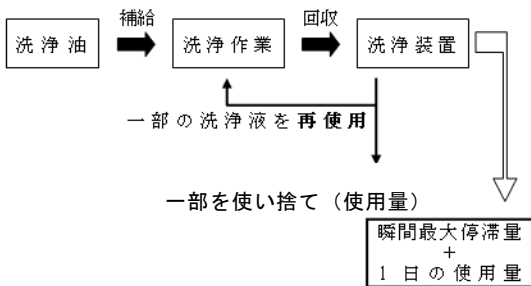 補給
回収
洗浄油
洗浄作業
洗浄装置
一部の洗浄液を再使用
一部を使い捨て（使用量）
瞬間最大停滞量
+
1日の使用量